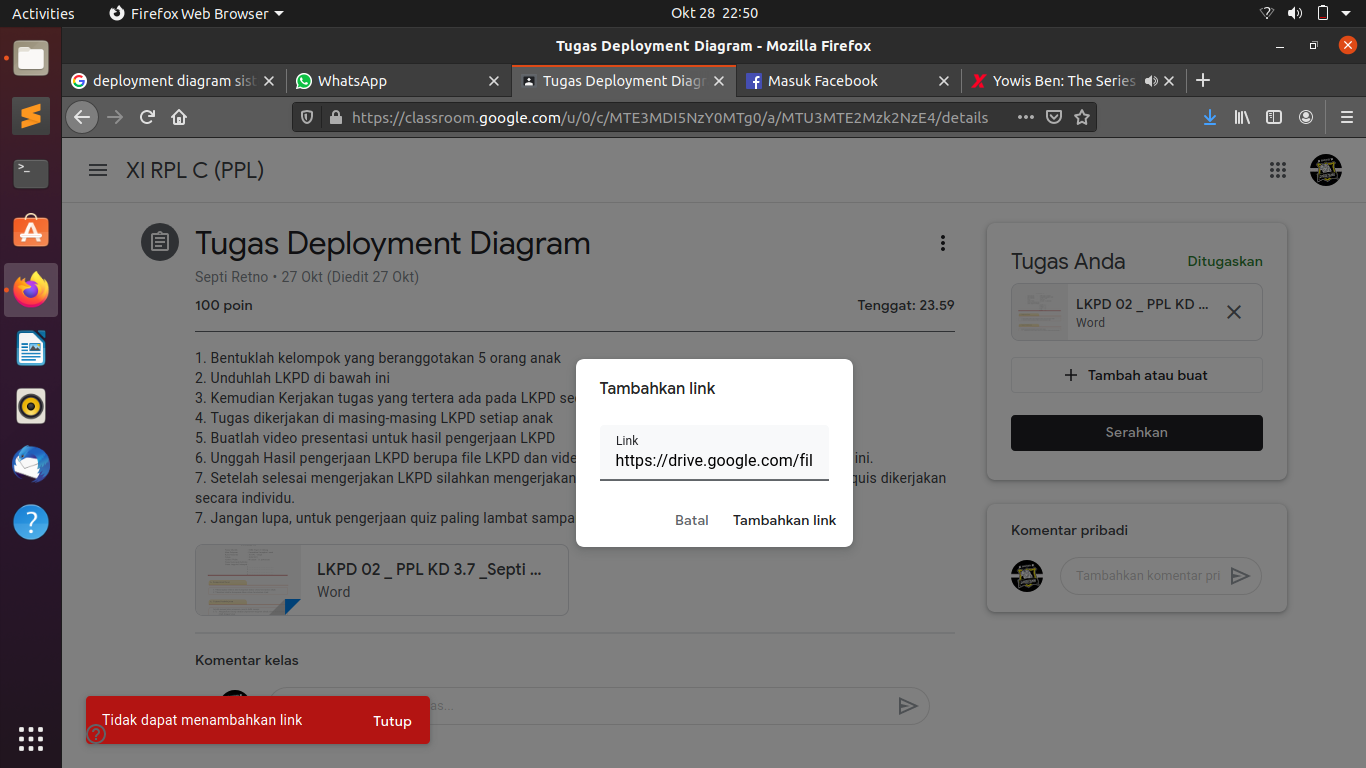 Activities
Firefox Web Browser
Okt 28 22:50
Tugas Deployment Diagram - Mozilla Firefox
deployment diagram sist
WhatsApp
Tugas Deployment Diagr
Masuk Facebook
Yowis Ben: The Series
https://classroom.google.com/u/0/c/MTE3MDI5NzY0MTg0/a/MTU3MTE2Mzk2NzE4/details
XI RPL C (PPL)
Tugas Deployment Diagram
Septi Retno • 27 Okt (Diedit 27 Okt)
100 poin
Tenggat: 23.59
1. Bentuklah kelompok yang beranggotakan 5 orang anak
2. Unduhlah LKPD di bawah ini
3. Kemudian Kerjakan tugas yang tertera ada pada LKPD se
4. Tugas dikerjakan di masing-masing LKPD setiap anak
5. Buatlah video presentasi untuk hasil pengerjaan LKPD
6. Unggah Hasil pengerjaan LKPD berupa file LKPD dan vide ini.
7. Setelah selesai mengerjakan LKPD silahkan mengerjakan quis dikerjakan
secara individu.
7. Jangan lupa, untuk pengerjaan quiz paling lambat sampa
LKPD 02 _ PPL KD 3.7 _Septi ...
Word
Komentar kelas
as...
Tugas Anda
Ditugaskan
LKPD 02 _ PPL KD ...
Word
+ Tambah atau buat
Serahkan
Komentar pribadi
Tambahkan komentar pri
Tambahkan link
Link
https://drive.google.com/fil
Batal
Tambahkan link
Tidak dapat menambahkan link
Tutup